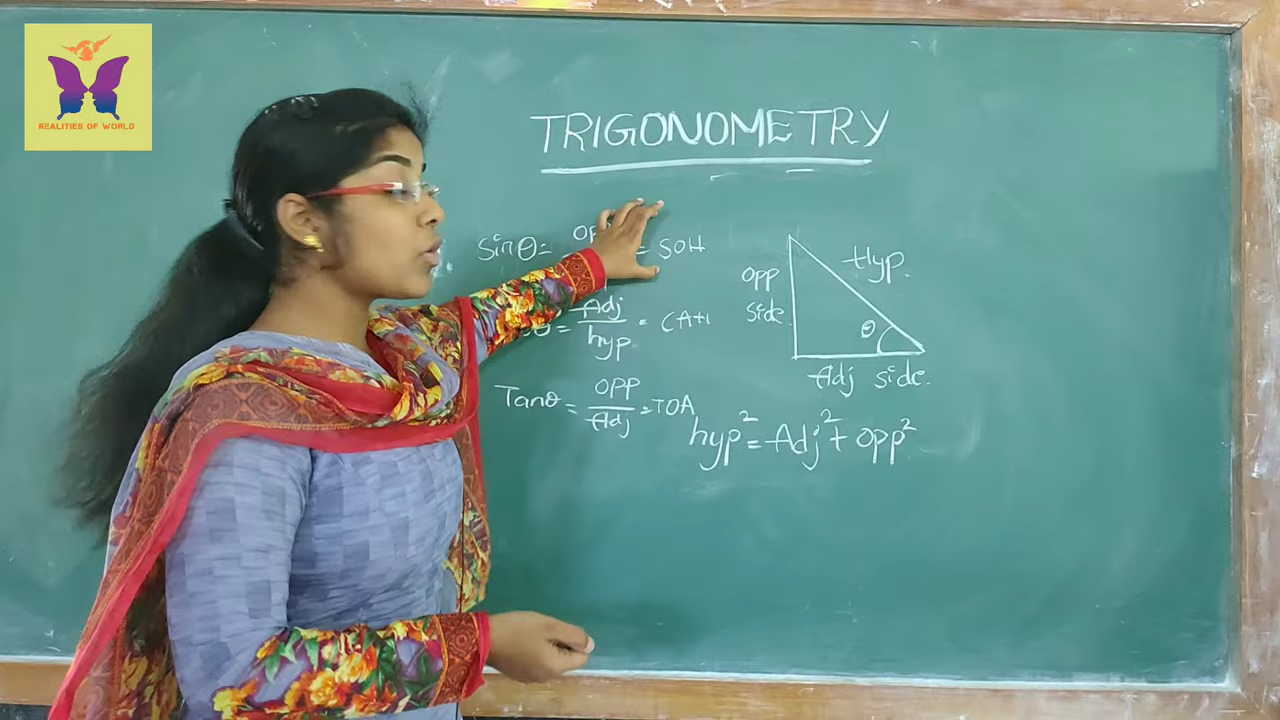 REALITIES OF WORLD
TRIGONOMETRY
Sinθ = = SOH
Adj
θ = hyp = CAH
Tanθ = opp
Adj = TOA
Hyp.
opp
side.
θ
Adj side.
hyp² = Adj² + opp²